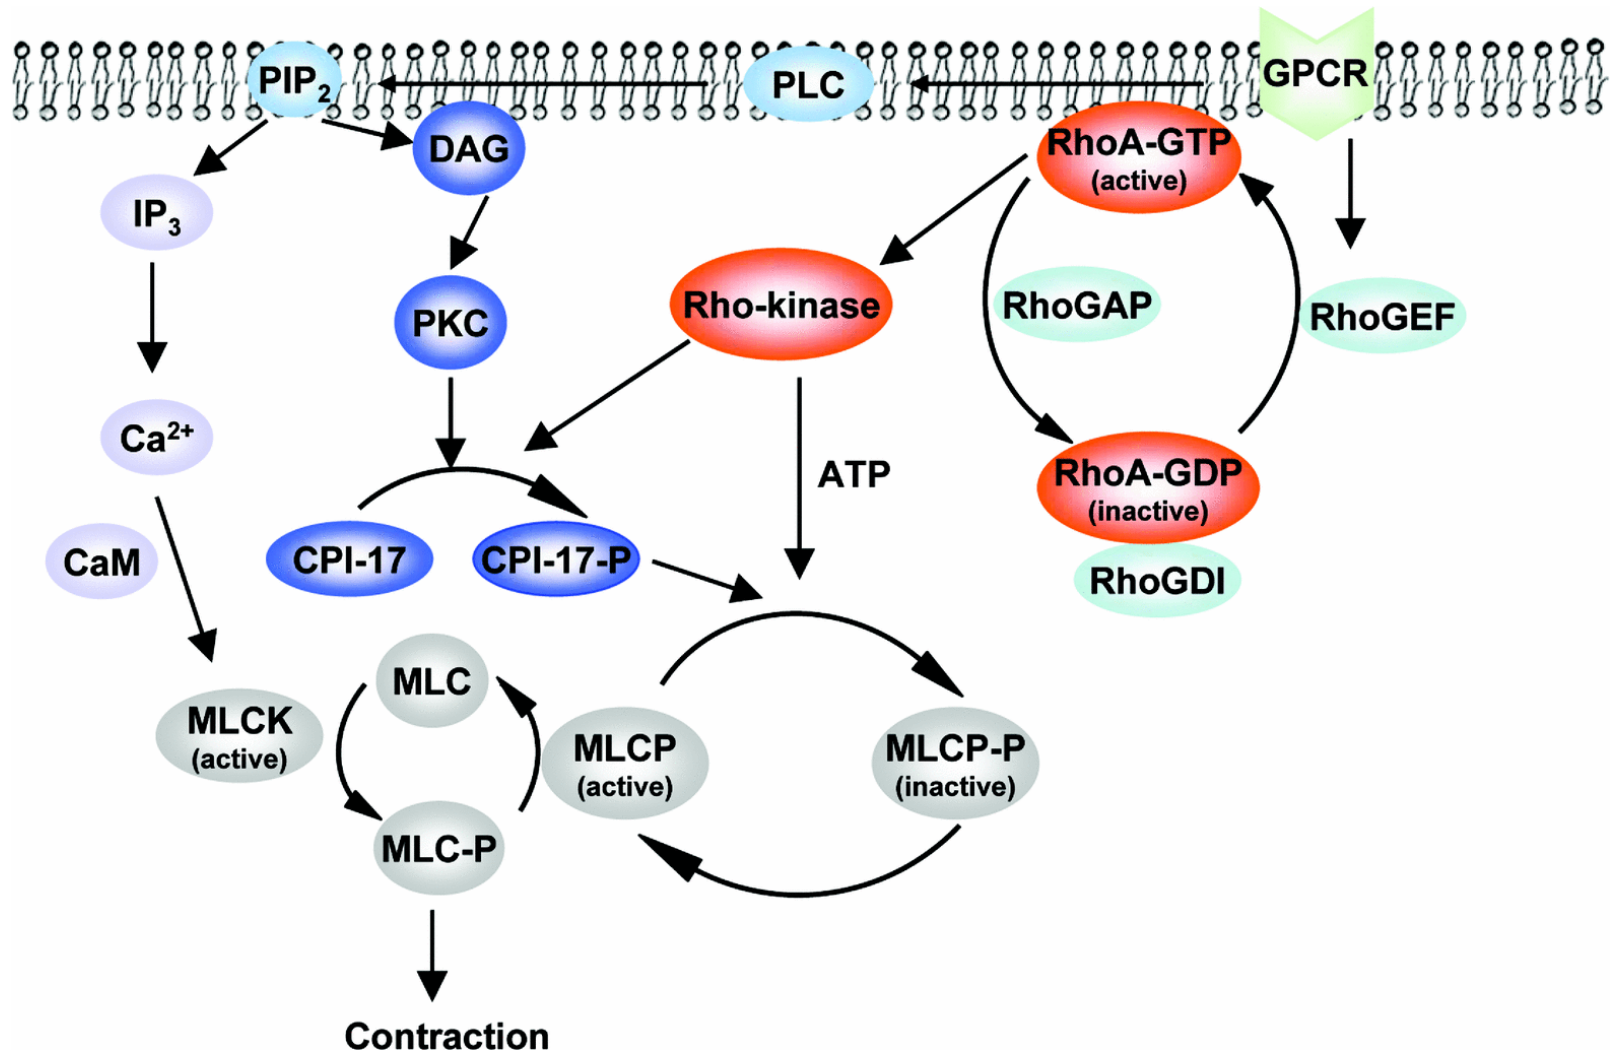 PIP2
PLC
GPCR
DAG
RhoA-GTP
(active)
IP3
Rho-kinase
RhoGAP
RhoGEF
PKC
Ca2+
ATP
RhoA-GDP
(inactive)
CaM
CPI-17
CPI-17-P
RhoGDI
MLC
MLCK
(active)
MLCP
(active)
MLCP-P
(inactive)
MLC-P
Contraction